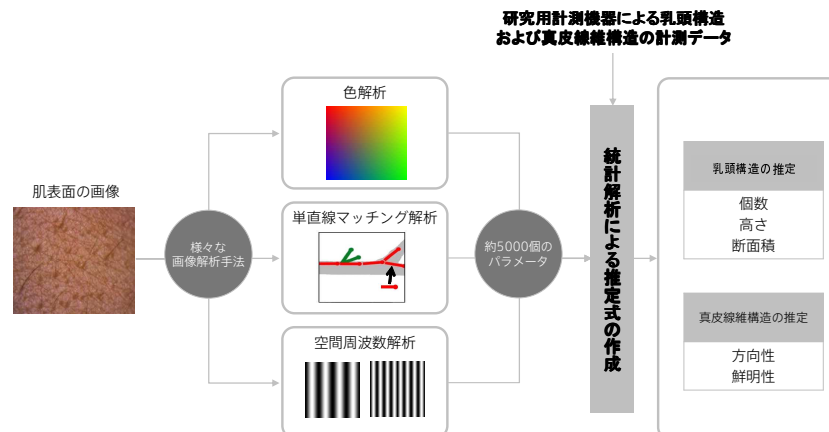 研究用計測機器による乳頭構造
および真皮線維構造の計測データ
肌表面の画像
様々な
画像解析手法
色解析
単直線マッチング解析
空間周波数解析
約5000個の
パラメータ
統計解析による推定式の作成
乳頭構造の推定
個数
高さ
断面積
真皮線維構造の推定
方向性
鮮明性